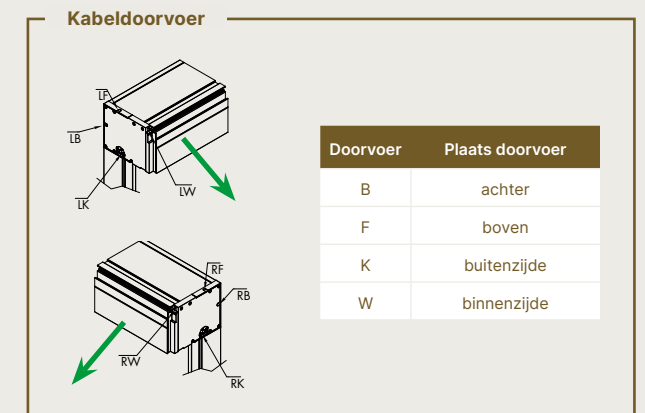 Kabeldoorvoer
LF
LB
LW
LK
RF
RB
RW
RK
Doorvoer Plaats doorvoer
B achter
F boven
K buitenzijde
W binnenzijde